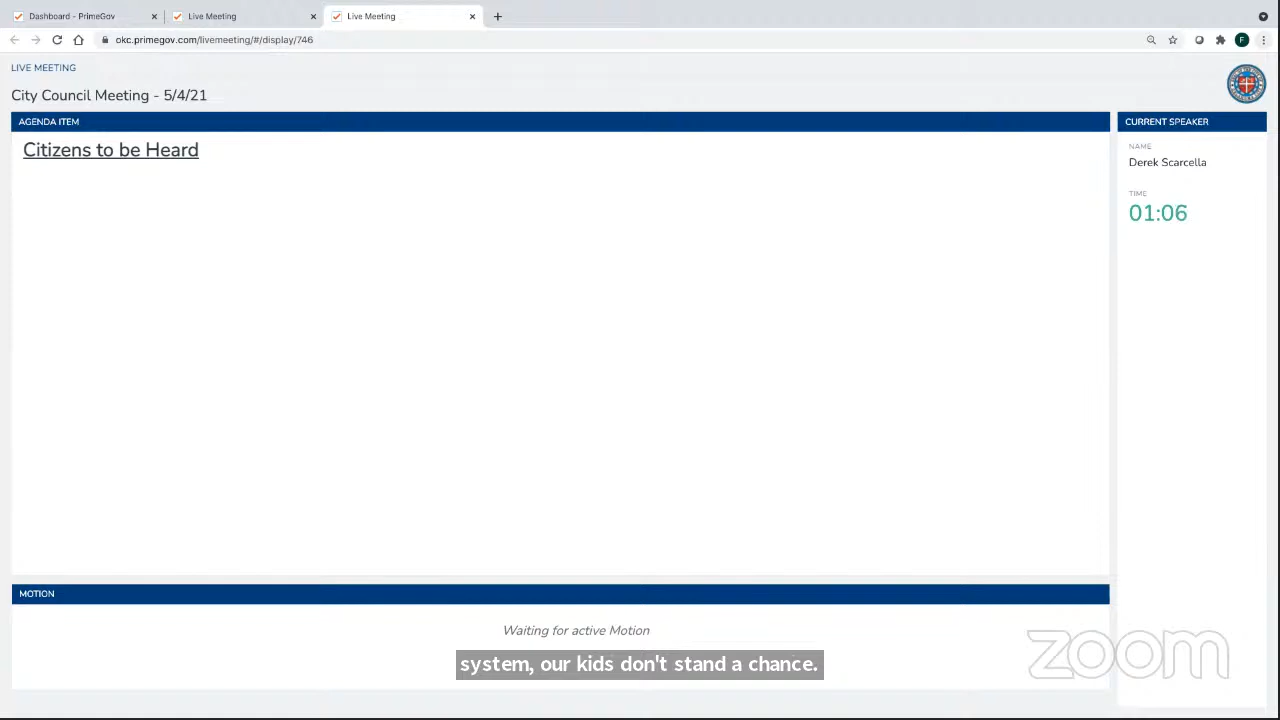 Dashboard - PrimeGov
Live Meeting
Live Meeting
okc.primegov.com/livemeeting/#/display/746
F
LIVE MEETING
City Council Meeting - 5/4/21
AGENDA ITEM
Citizens to be Heard
CURRENT SPEAKER
NAME
Derek Scarcella
TIME
01:06
MOTION
Waiting for active Motion
system, our kids don't stand a chance.
zoom